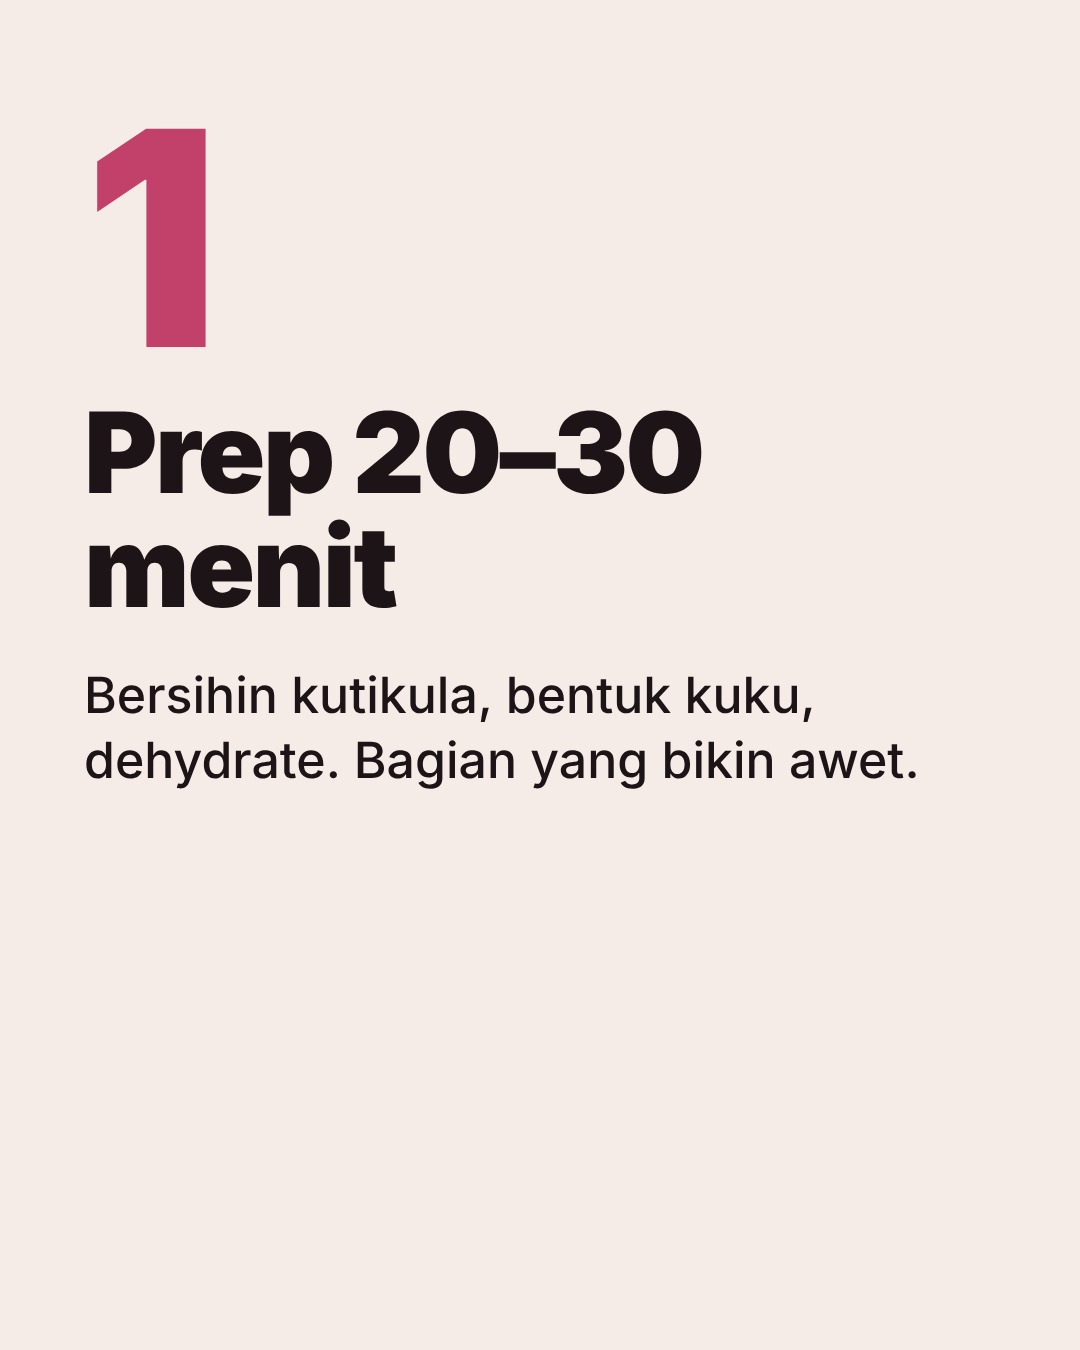 1
Prep 20–30
menit
Bersihin kutikula, bentuk kuku,
dehydrate. Bagian yang bikin awet.